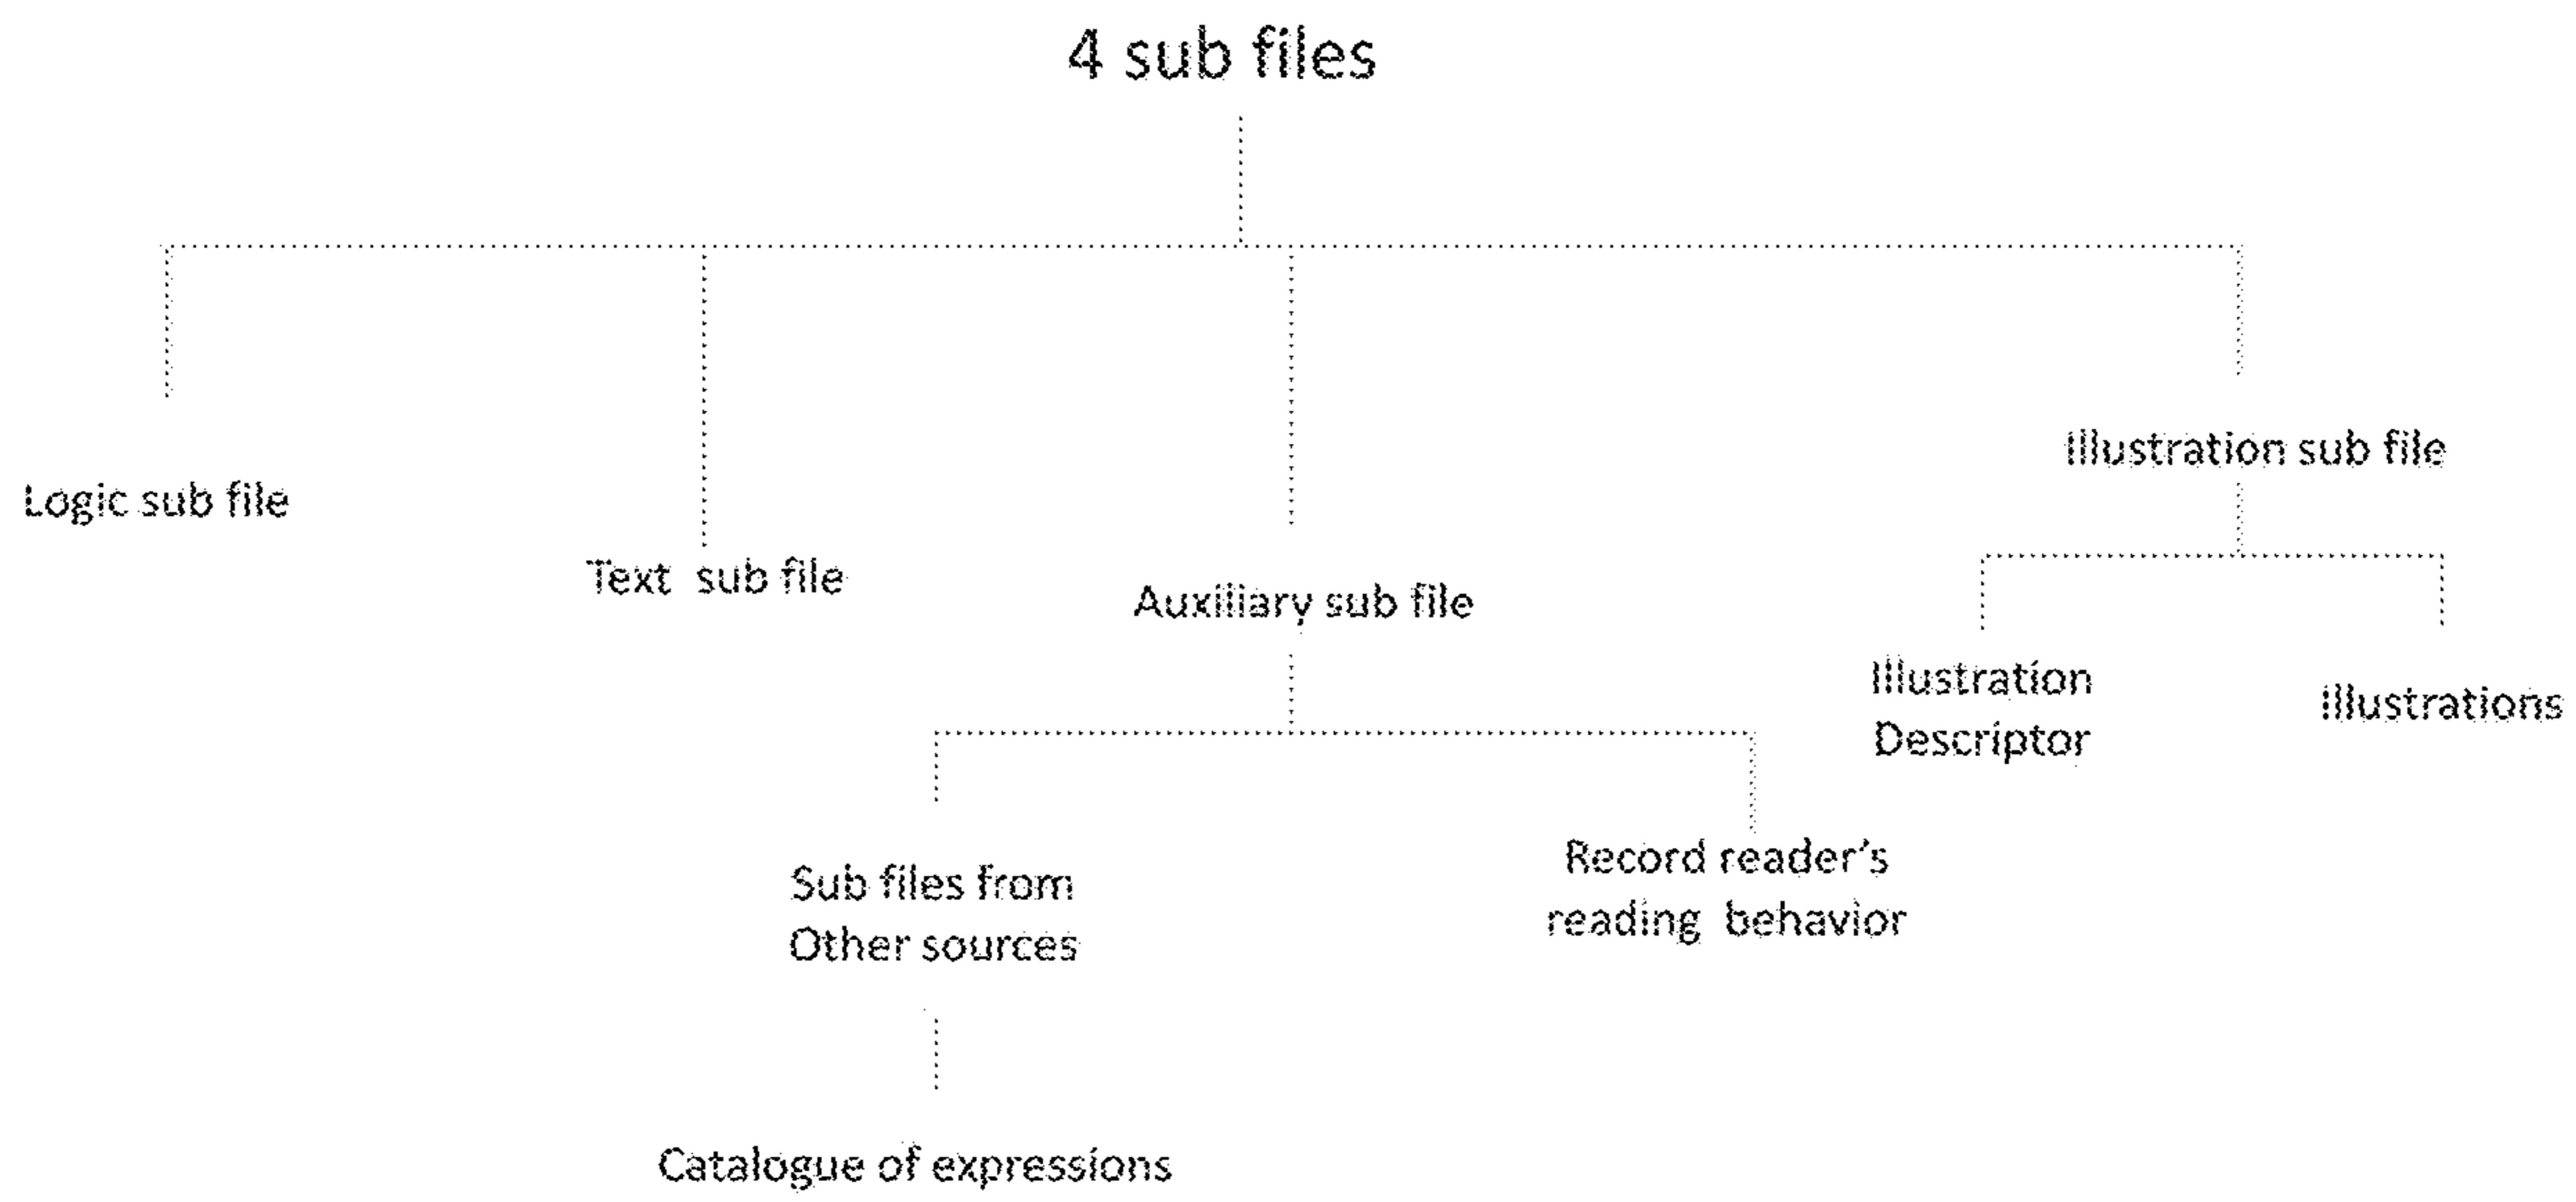 4 sub files
Illustration sub file
Logic sub file
Text sub file
Auxiliary sub file
Illustration
Descriptor
Illustrations
Sub files from
Other sources
Record reader's
reading behavior
Catalogue of expressions